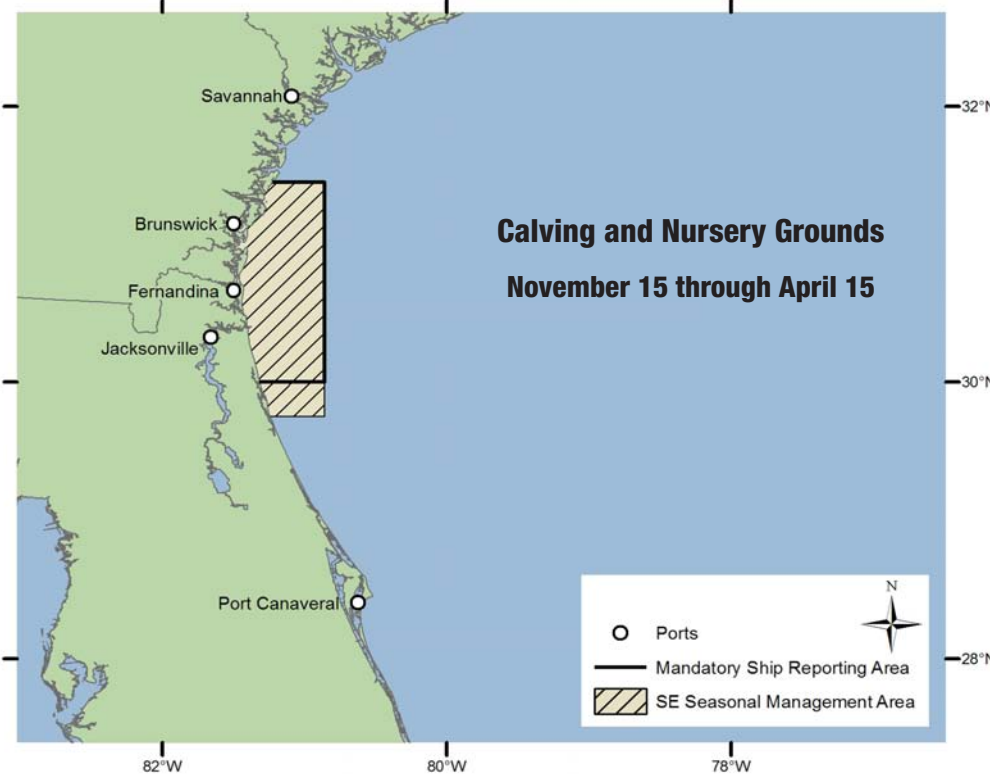 Savannah
32°N
Brunswick
Calving and Nursery Grounds
November 15 through April 15
Fernandina
Jacksonville
30°N
Port Canaveral
N
Ports
Mandatory Ship Reporting Area
28°N
SE Seasonal Management Area
82°W
80°W
78°W